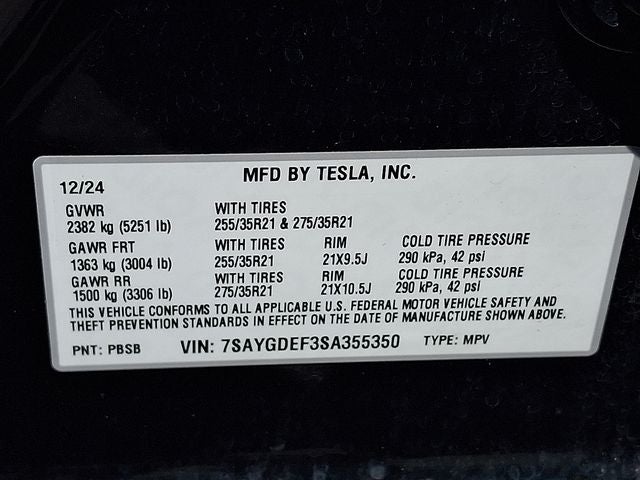 MFD BY TESLA, INC.
12/24
GVWR WITH TIRES
2382 kg (5251 lb) 255/35R21 & 275/35R21
GAWR FRT WITH TIRES RIM COLD TIRE PRESSURE
1363 kg (3004 lb) 255/35R21 21X9.5J 290 kPa, 42 psi
GAWR RR WITH TIRES RIM COLD TIRE PRESSURE
1500 kg (3306 lb) 275/35R21 21X10.5J 290 kPa, 42 psi
THIS VEHICLE CONFORMS TO ALL APPLICABLE U.S. FEDERAL MOTOR VEHICLE SAFETY AND
THEFT PREVENTION STANDARDS IN EFFECT ON THE DATE OF MANUFACTURE SHOWN ABOVE.
PNT: PBSB VIN: 7SAYGDEF3SA355350 TYPE: MPV